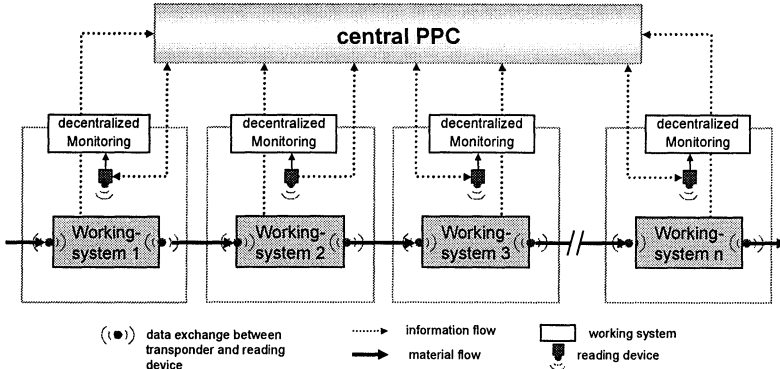 central PPC
decentralized
Monitoring
decentralized
Monitoring
decentralized
Monitoring
decentralized
Monitoring
Working-
system 1
Working-
system 2
Working-
system 3
Working-
system n
data exchange between
transponder and reading
device
information flow
material flow
working system
reading device